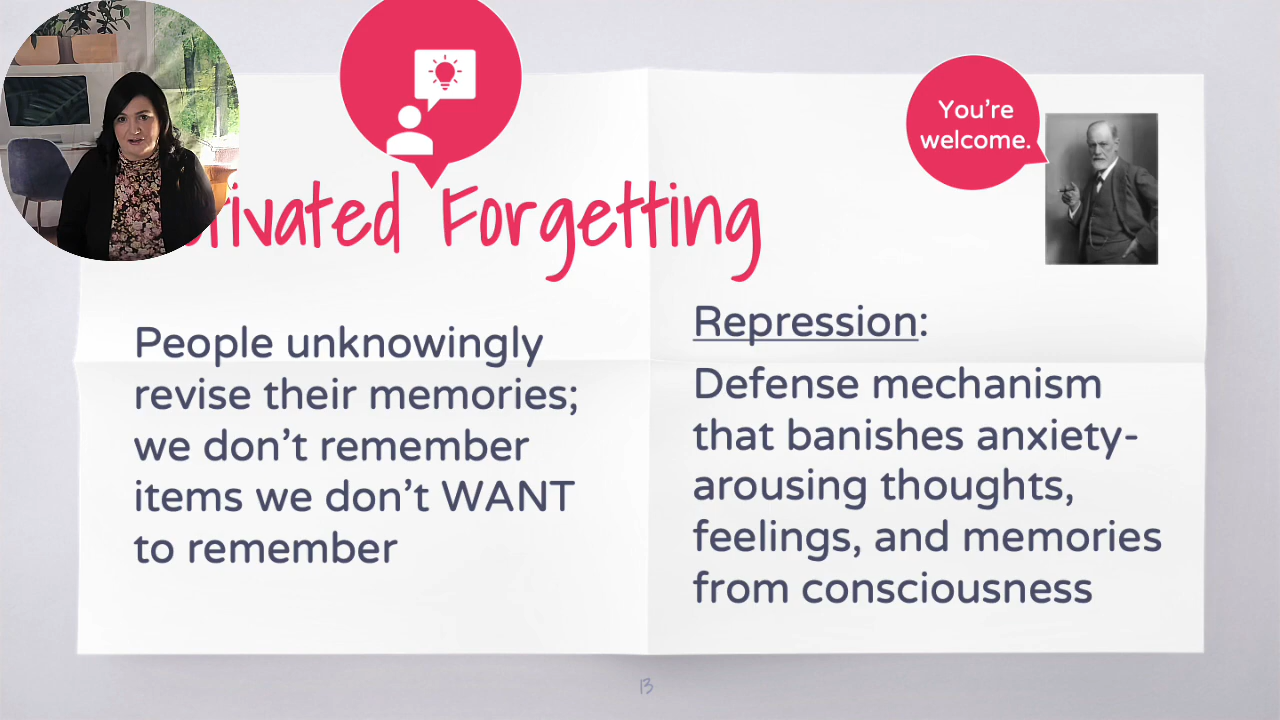 You're
welcome.
Forgetting
People unknowingly
revise their memories;
we don't remember
items we don't WANT
to remember
Repression:
Defense mechanism
that banishes anxiety-
arousing thoughts,
feelings, and memories
from consciousness
13